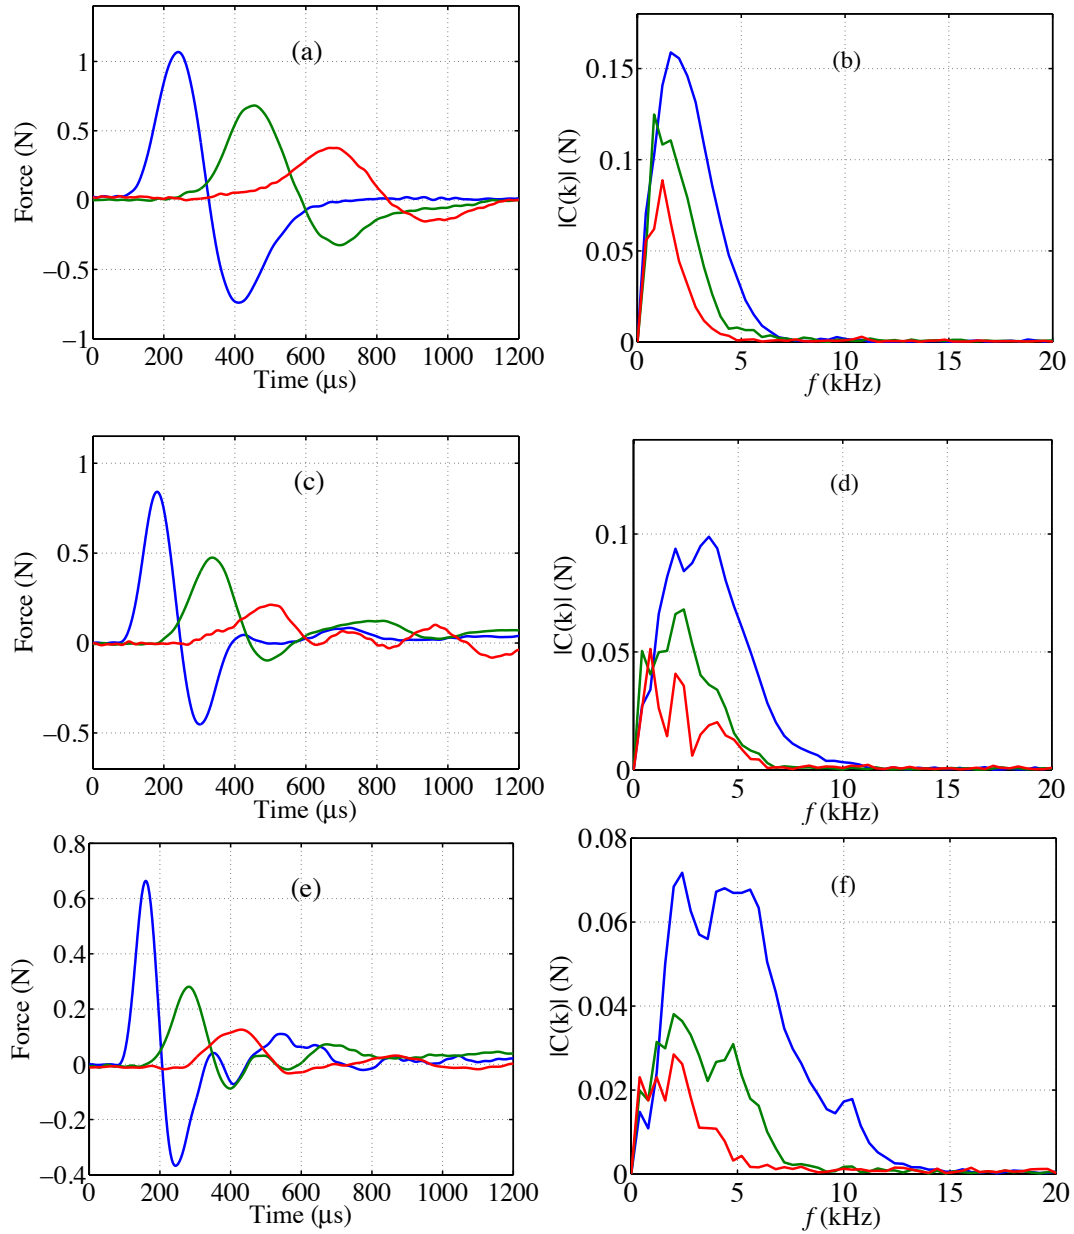 (a)
Force (N)
1
0.5
0
−0.5
−1
0 200 400 600 800 1000 1200
Time (μs)
(b)
|C(k)| (N)
0.15
0.1
0.05
0
0 5 10 15 20
f (kHz)
(c)
Force (N)
1
0.5
0
−0.5
0 200 400 600 800 1000 1200
Time (μs)
(d)
|C(k)| (N)
0.1
0.05
0
0 5 10 15 20
f (kHz)
(e)
Force (N)
0.8
0.6
0.4
0.2
0
−0.2
−0.4
0 200 400 600 800 1000 1200
Time (μs)
(f)
|C(k)| (N)
0.08
0.06
0.04
0.02
0
0 5 10 15 20
f (kHz)